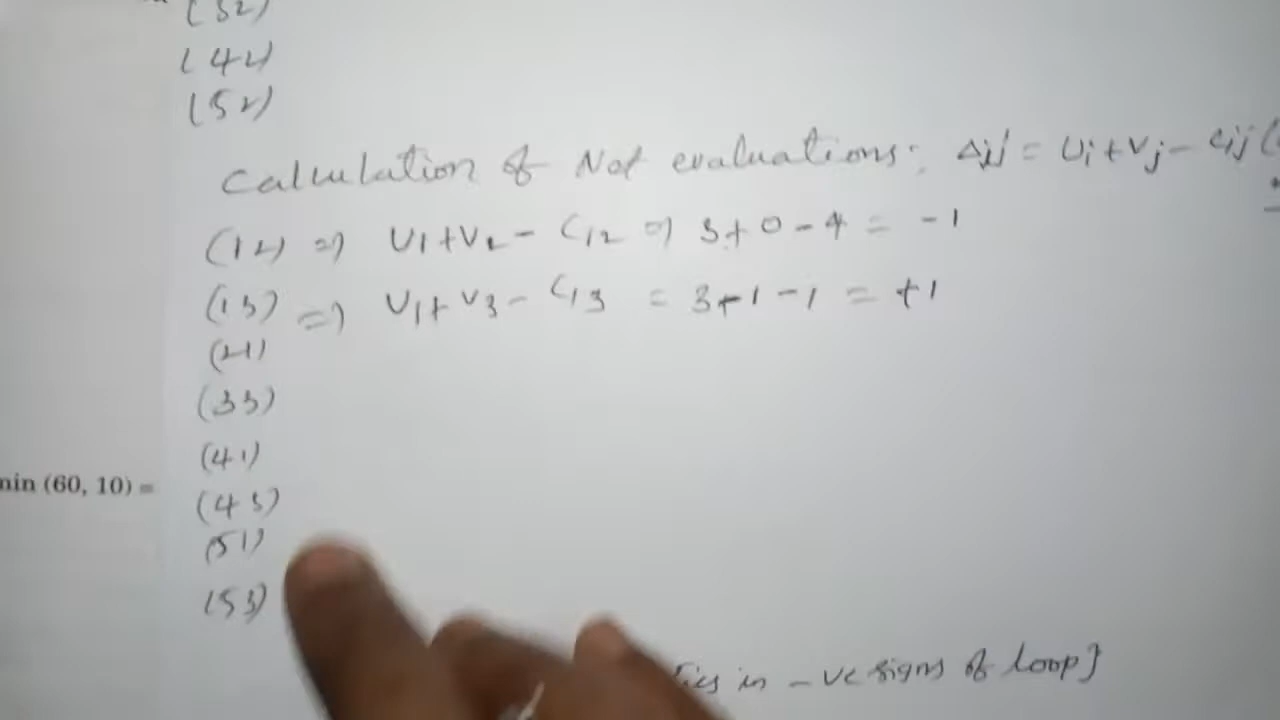 (32)
(42)
(52)
Calculation of Net evaluations: Δij = Ui+Vj - Cij (
(12) => U1+V2 - C12 => 3+0-4 = -1
(13) => U1+V3 - C13 = 3+1-1 = +1
(21)
(33)
(41)
min (60, 10) =
(43)
(51)
(53)
in -ve signs of loop}